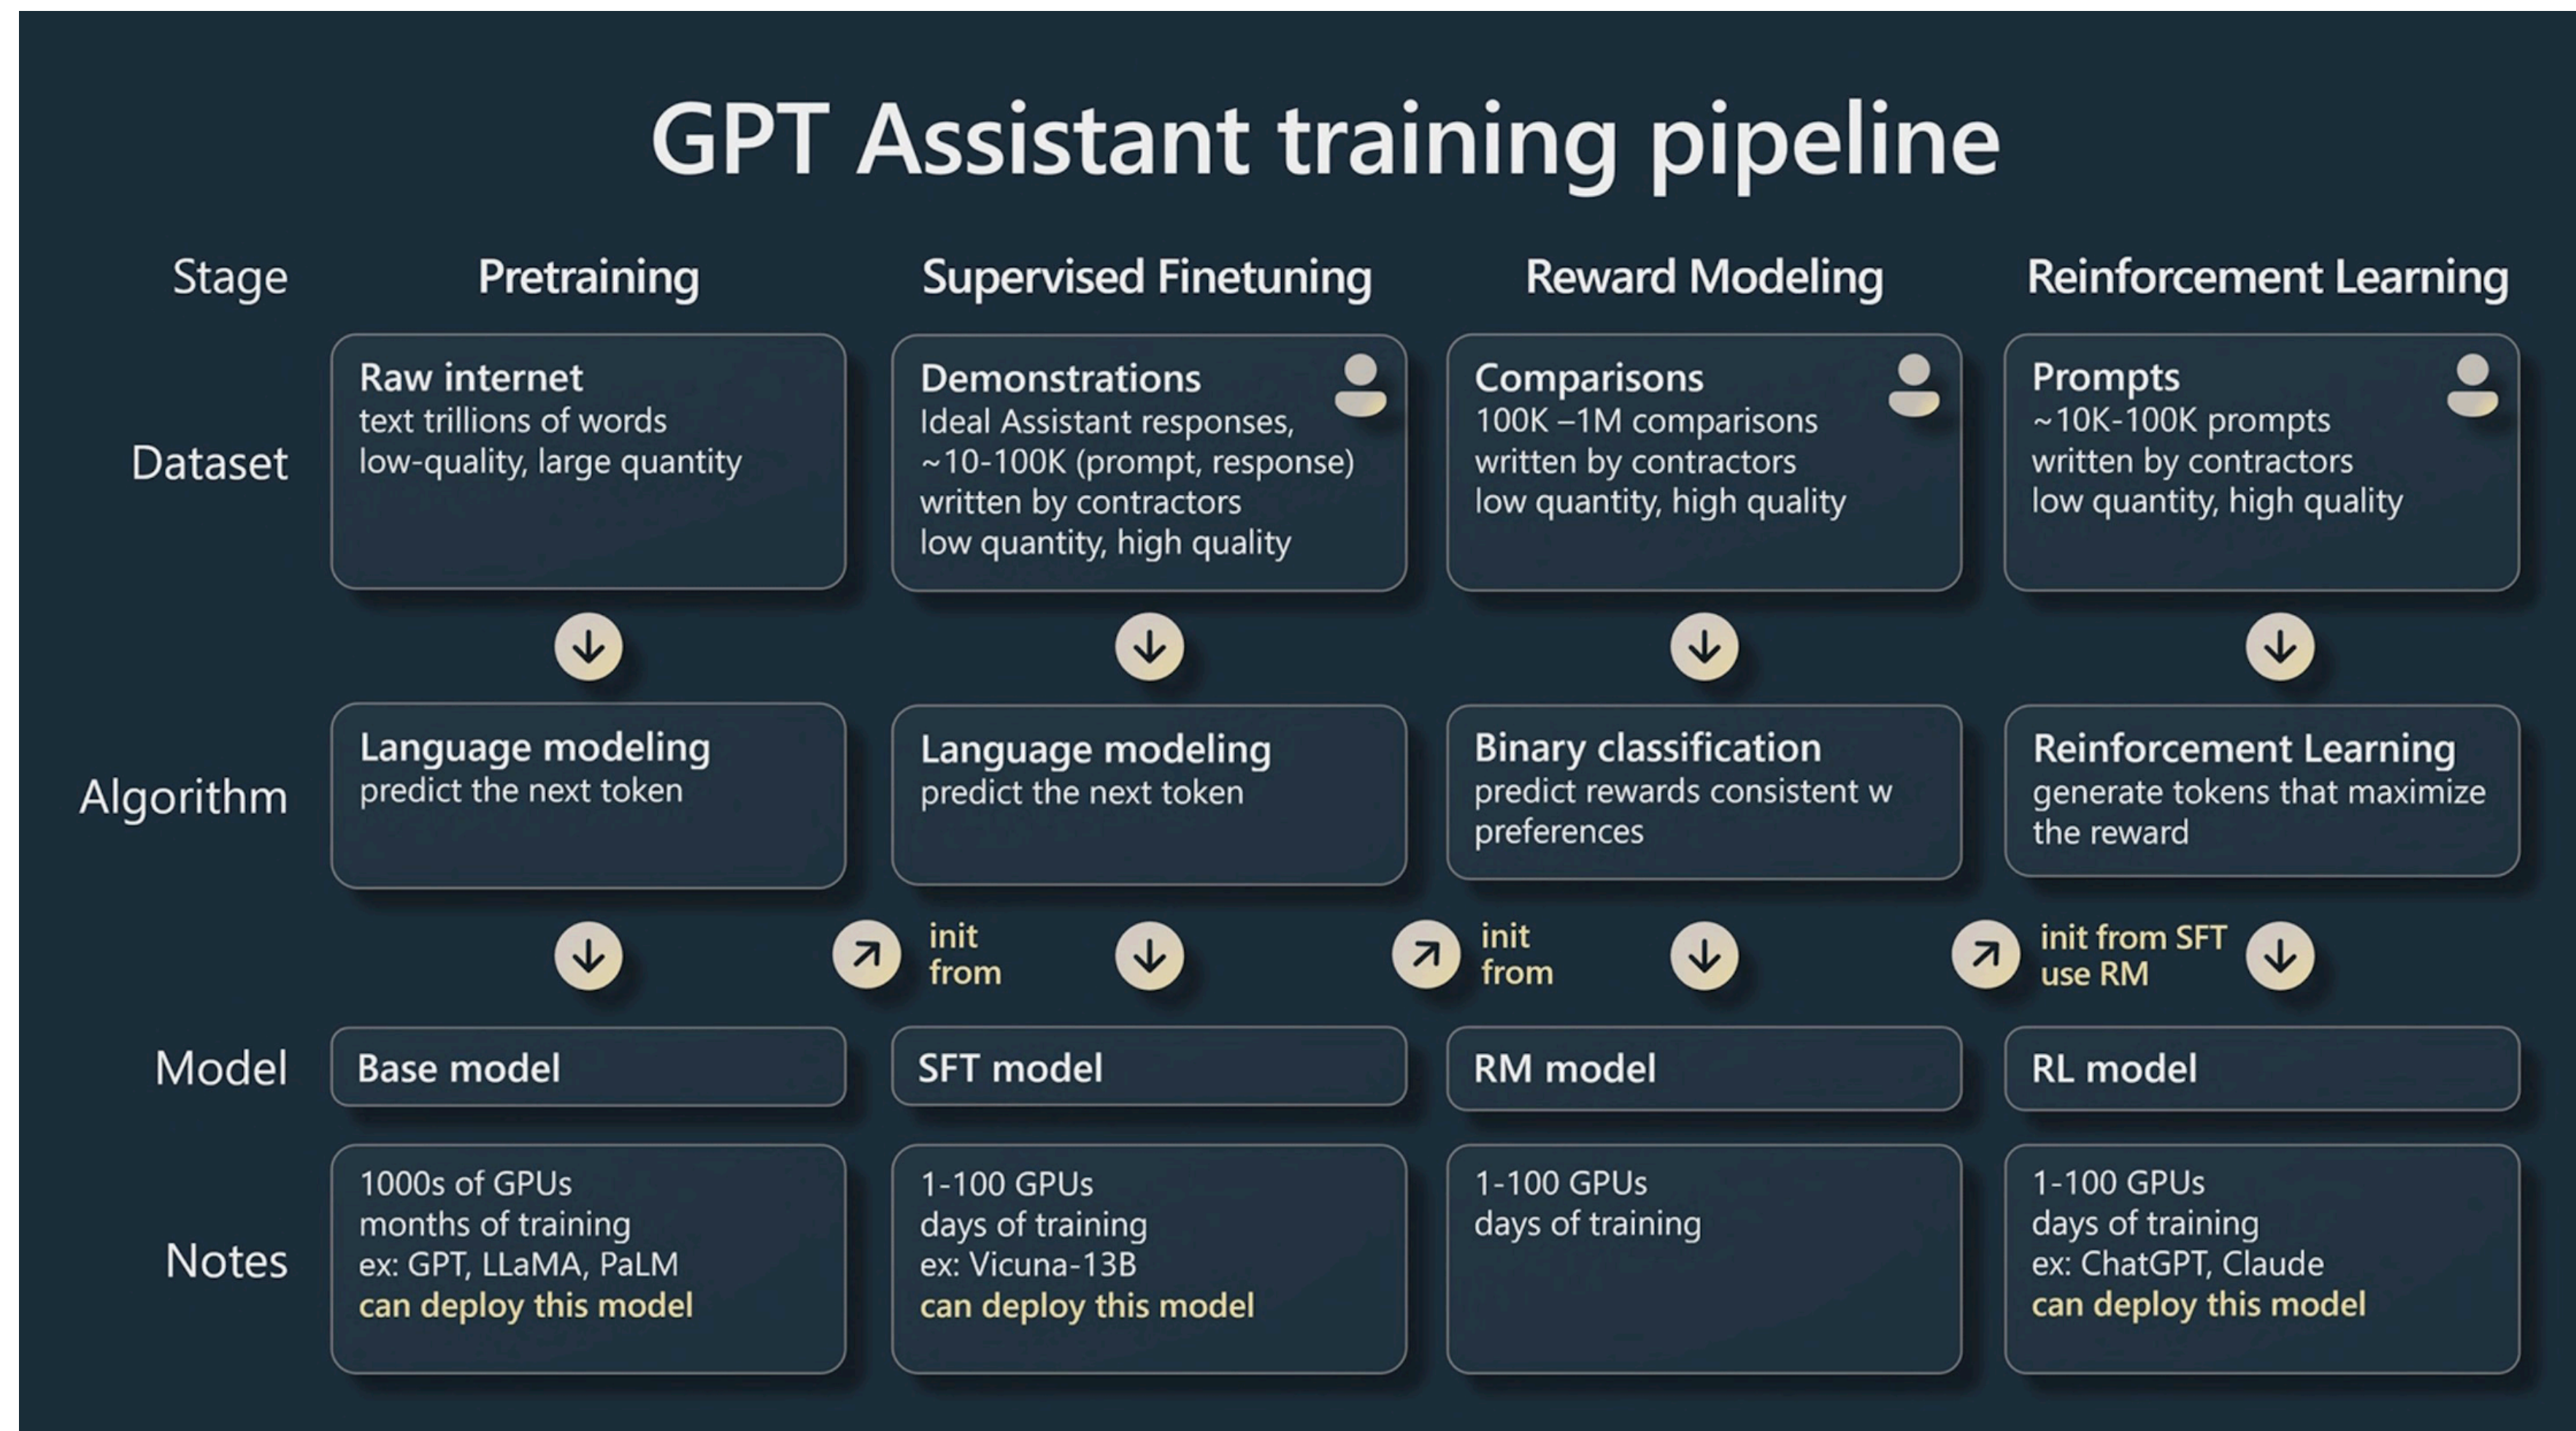 GPT Assistant training pipeline
Stage
Pretraining
Supervised Finetuning
Reward Modeling
Reinforcement Learning
Dataset
Raw internet
text trillions of words
low-quality, large quantity
Demonstrations
Ideal Assistant responses,
~10-100K (prompt, response)
written by contractors
low quantity, high quality
Comparisons
100K –1M comparisons
written by contractors
low quantity, high quality
Prompts
~10K-100K prompts
written by contractors
low quantity, high quality
Algorithm
Language modeling
predict the next token
Language modeling
predict the next token
Binary classification
predict rewards consistent w
preferences
Reinforcement Learning
generate tokens that maximize
the reward
init
from
init
from
init from SFT
use RM
Model
Base model
SFT model
RM model
RL model
Notes
1000s of GPUs
months of training
ex: GPT, LLaMA, PaLM
can deploy this model
1-100 GPUs
days of training
ex: Vicuna-13B
can deploy this model
1-100 GPUs
days of training
1-100 GPUs
days of training
ex: ChatGPT, Claude
can deploy this model